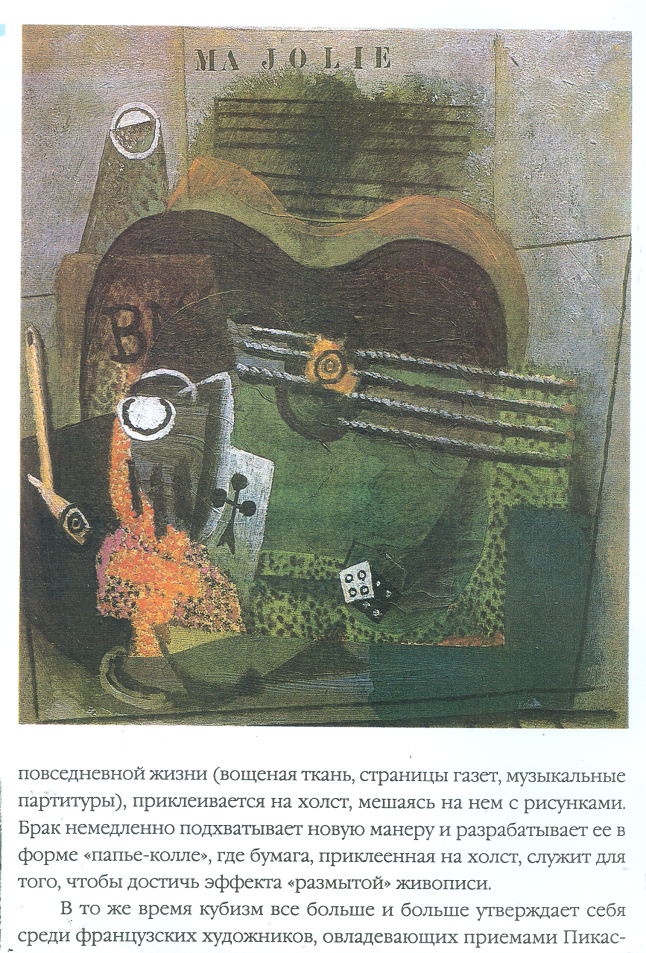 MA JOLIE
B
повседневной жизни (вощеная ткань, страницы газет, музыкальные
партитуры), приклеивается на холст, мешаясь на нем с рисунками.
Брак немедленно подхватывает новую манеру и разрабатывает ее в
форме «папье-колле», где бумага, приклеенная на холст, служит для
того, чтобы достичь эффекта «размытой» живописи.
В то же время кубизм все больше и больше утверждает себя
среди французских художников, овладевающих приемами Пикас-